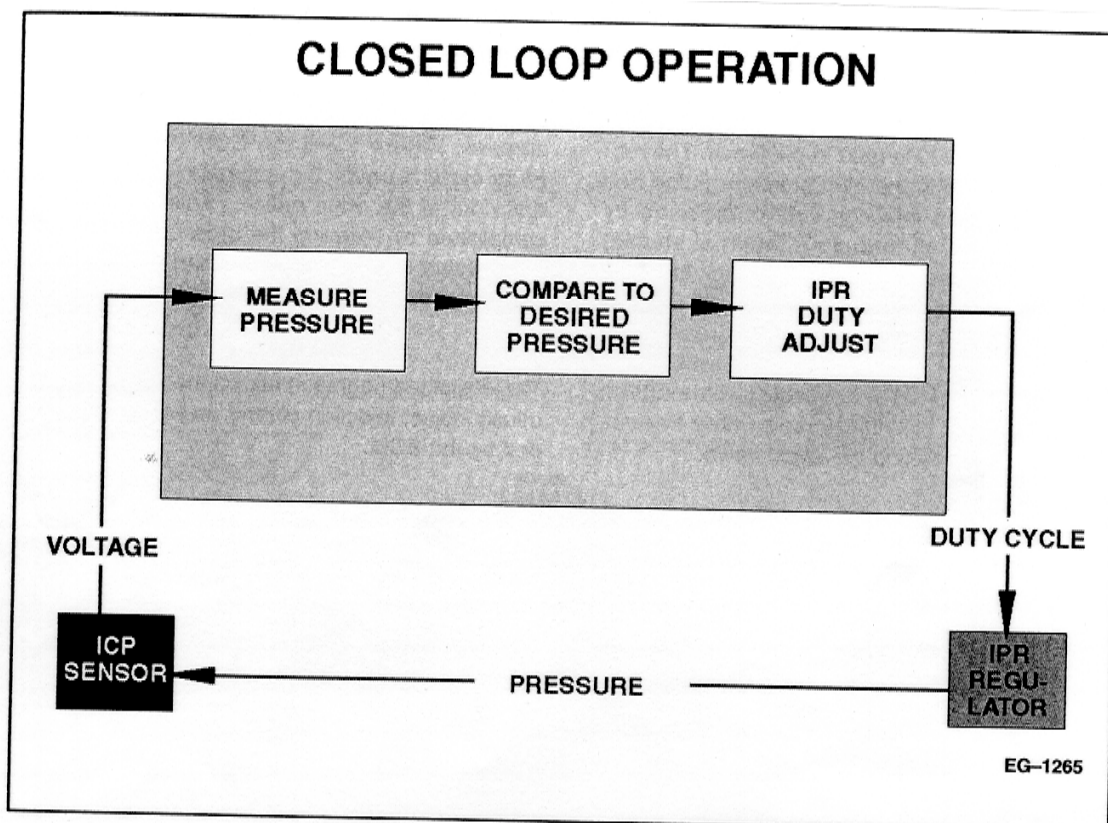 CLOSED LOOP OPERATION
MEASURE
PRESSURE
COMPARE TO
DESIRED
PRESSURE
IPR
DUTY
ADJUST
VOLTAGE
DUTY CYCLE
ICP
SENSOR
PRESSURE
IPR
REGU-
LATOR
EG–1265